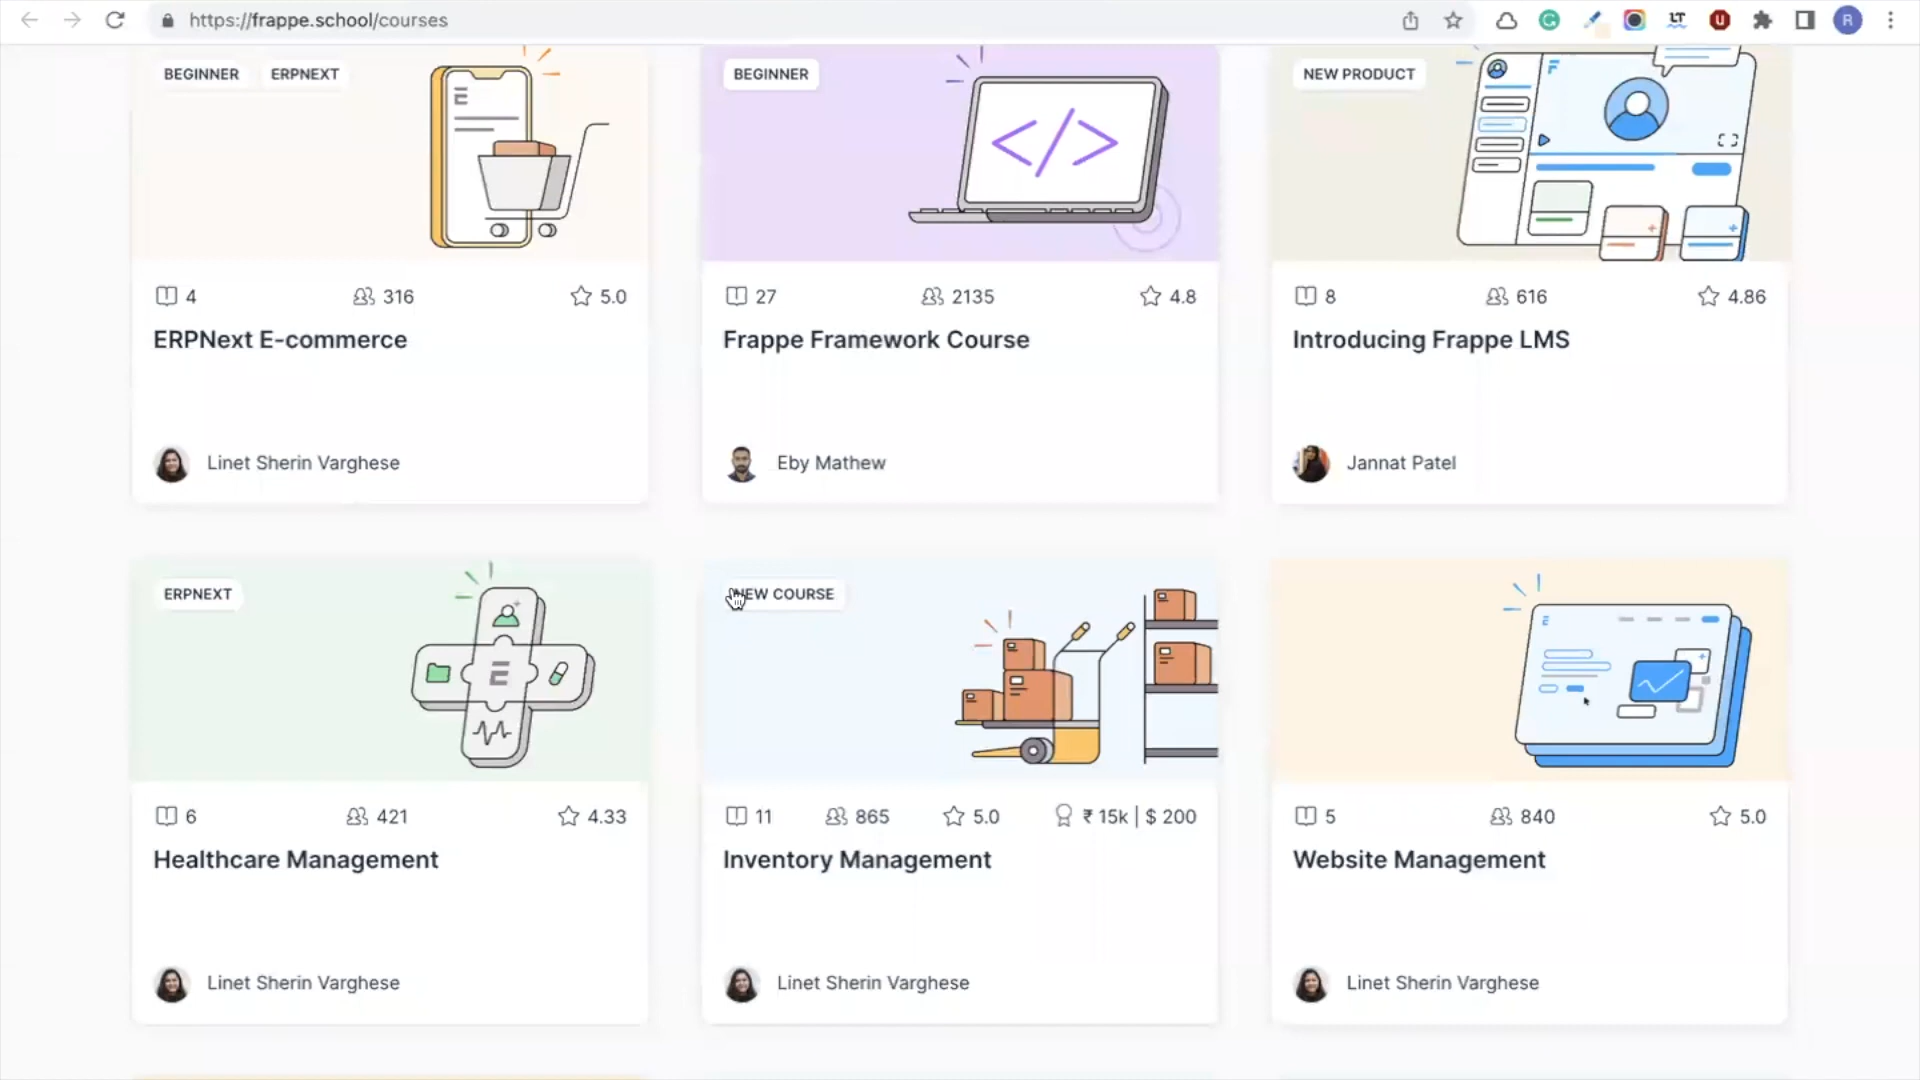 https://frappe.school/courses
BEGINNER ERPNEXT
BEGINNER
NEW PRODUCT
4 316 5.0
27 2135 4.8
8 616 4.86
ERPNext E-commerce
Frappe Framework Course
Introducing Frappe LMS
Linet Sherin Varghese
Eby Mathew
Jannat Patel
ERPNEXT
NEW COURSE
6 421 4.33
11 865 5.0 ₹ 15k | $ 200
5 840 5.0
Healthcare Management
Inventory Management
Website Management
Linet Sherin Varghese
Linet Sherin Varghese
Linet Sherin Varghese